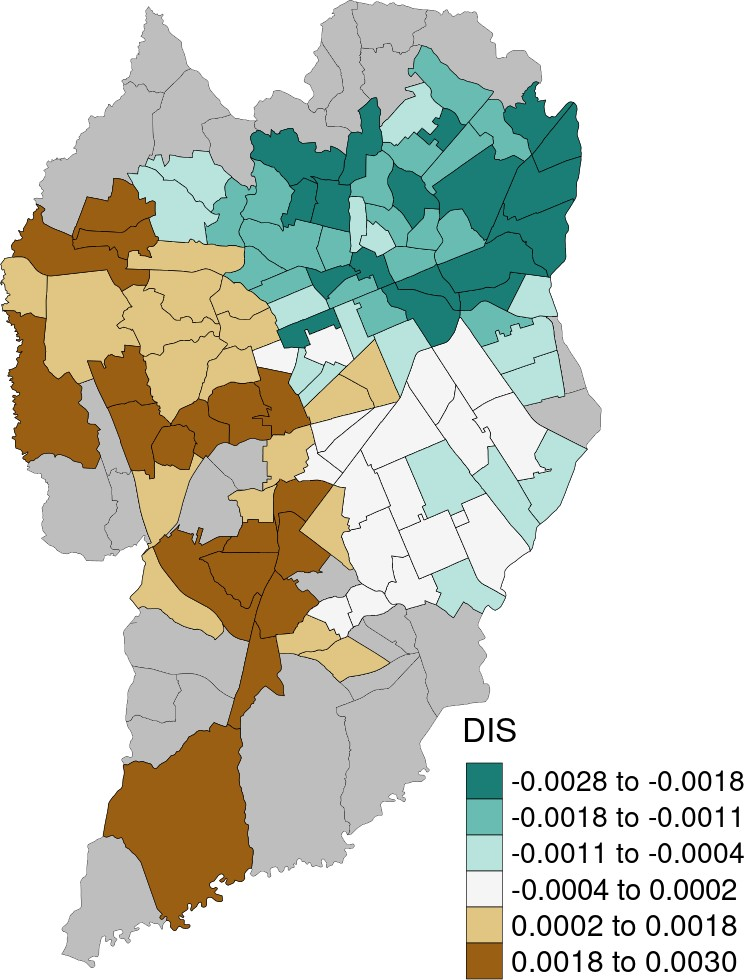 DIS
-0.0028 to -0.0018
-0.0018 to -0.0011
-0.0011 to -0.0004
-0.0004 to 0.0002
0.0002 to 0.0018
0.0018 to 0.0030